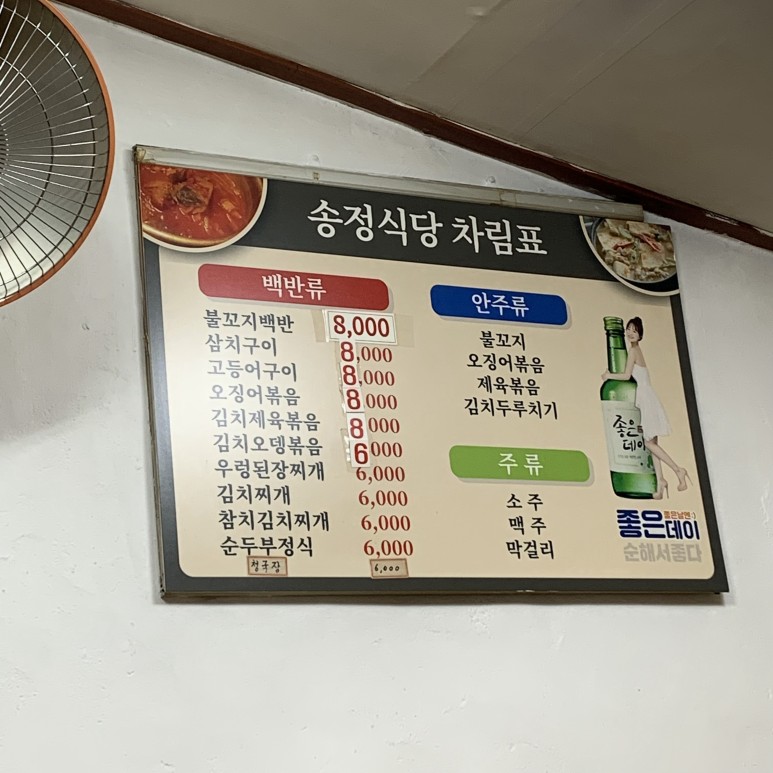 송정식당 차림표
백반류
불꼬지백반 8,000
삼치구이 8,000
고등어구이 8,000
오징어볶음 8,000
김치제육볶음 8,000
김치오뎅볶음 6,000
우렁된장찌개 6,000
김치찌개 6,000
참치김치찌개 6,000
순두부정식 6,000
청국장 6,000
안주류
불꼬지
오징어볶음
제육볶음
김치두루치기
주류
소주
맥주
막걸리
좋은
데이
좋은데이
순해서좋다